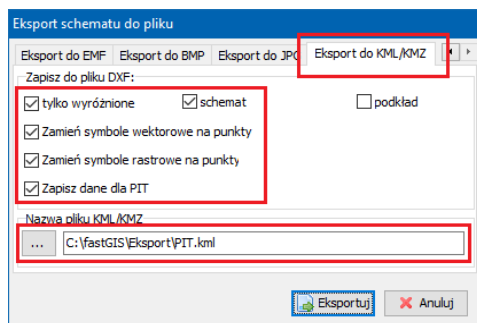 Eksport schematu do pliku
Eksport do EMF Eksport do BMP Eksport do JPG Eksport do KML/KMZ
Zapisz do pliku DXF:
tylko wyróżnione schemat podkład
Zamień symbole wektorowe na punkty
Zamień symbole rastrowe na punkty
Zapisz dane dla PIT
Nazwa pliku KML/KMZ
... C:\fastGIS\Eksport\PIT.kml
Eksportuj Anuluj